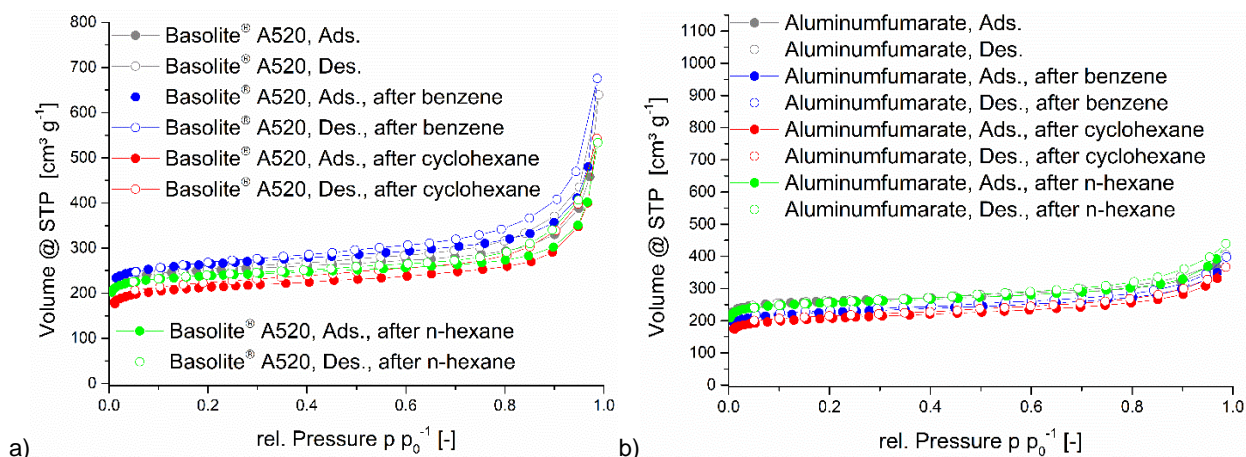 800
700
600
500
400
300
200
100
0
Volume @ STP [cm³ g⁻¹]
Basolite® A520, Ads.
Basolite® A520, Des.
Basolite® A520, Ads., after benzene
Basolite® A520, Des., after benzene
Basolite® A520, Ads., after cyclohexane
Basolite® A520, Des., after cyclohexane
Basolite® A520, Ads., after n-hexane
Basolite® A520, Des., after n-hexane
0.0 0.2 0.4 0.6 0.8 1.0
rel. Pressure p p₀⁻¹ [-]
a)
1100
1000
900
800
700
600
500
400
300
200
100
0
Volume @ STP [cm³ g⁻¹]
Aluminumfumarate, Ads.
Aluminumfumarate, Des.
Aluminumfumarate, Ads., after benzene
Aluminumfumarate, Des., after benzene
Aluminumfumarate, Ads., after cyclohexane
Aluminumfumarate, Des., after cyclohexane
Aluminumfumarate, Ads., after n-hexane
Aluminumfumarate, Des., after n-hexane
0.0 0.2 0.4 0.6 0.8 1.0
rel. Pressure p p₀⁻¹ [-]
b)